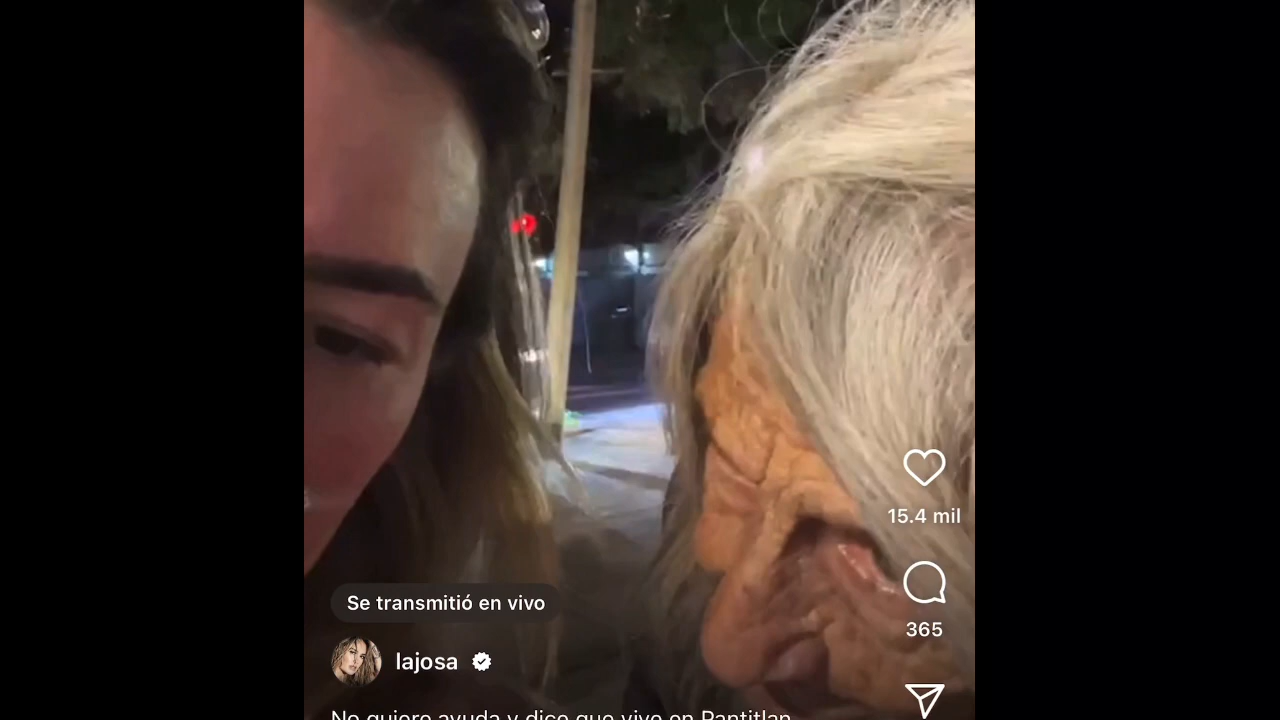 15.4 mil
365
Se transmitió en vivo
lajosa
No quiere ayuda y dice que vive en Pantitlan